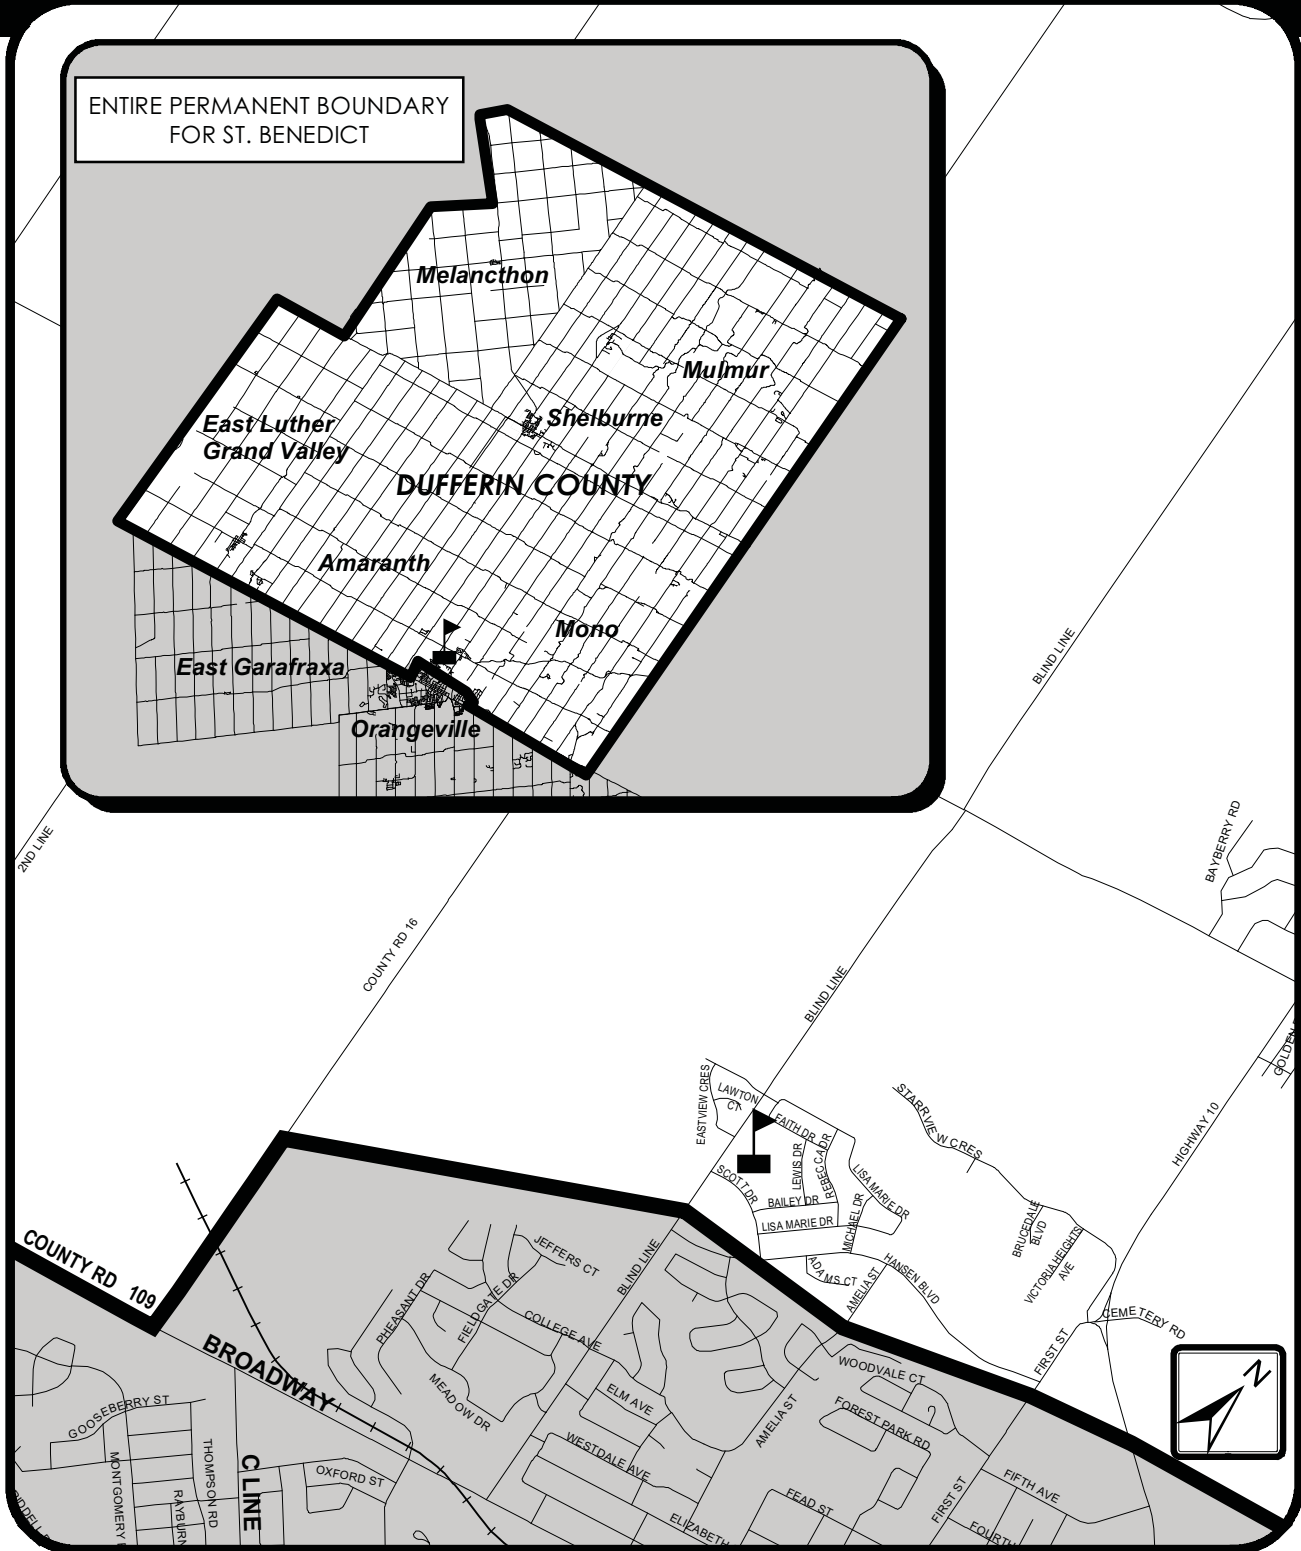 ENTIRE PERMANENT BOUNDARY
FOR ST. BENEDICT
Melancthon
Mulmur
Shelburne
East Luther
Grand Valley
DUFFERIN COUNTY
Amaranth
Mono
East Garafraxa
Orangeville
BLIND LINE
2ND LINE
BAYBERRY RD
COUNTY RD 16
BLIND LINE
GOLDEN
EASTVIEW CRES
LAWTON
CT
FAITH DR
STARRVIEW CRES
HIGHWAY 10
LEWIS DR
REBECCA DR
SCOTT DR
BAILEY DR
LISA MARIE DR
LISA MARIE DR
MICHAEL DR
BRUCEDALE
BLVD
VICTORIA HEIGHTS
AVE
COUNTY RD 109
JEFFERS CT
BLIND LINE
ADAMS CT
AMELIA ST
HANSEN BLVD
PHEASANT DR
FIELDGATE DR
COLLEGE AVE
CEMETERY RD
FIRST ST
BROADWAY
WOODVALE CT
N
MEADOW DR
ELM AVE
AMELIA ST
FOREST PARK RD
GOOSEBERRY ST
WESTDALE AVE
MONTGOMERY
THOMPSON RD
C LINE
OXFORD ST
FIFTH AVE
FIRST ST
RAYBURN
FEAD ST
ELIZABETH
FOURTH